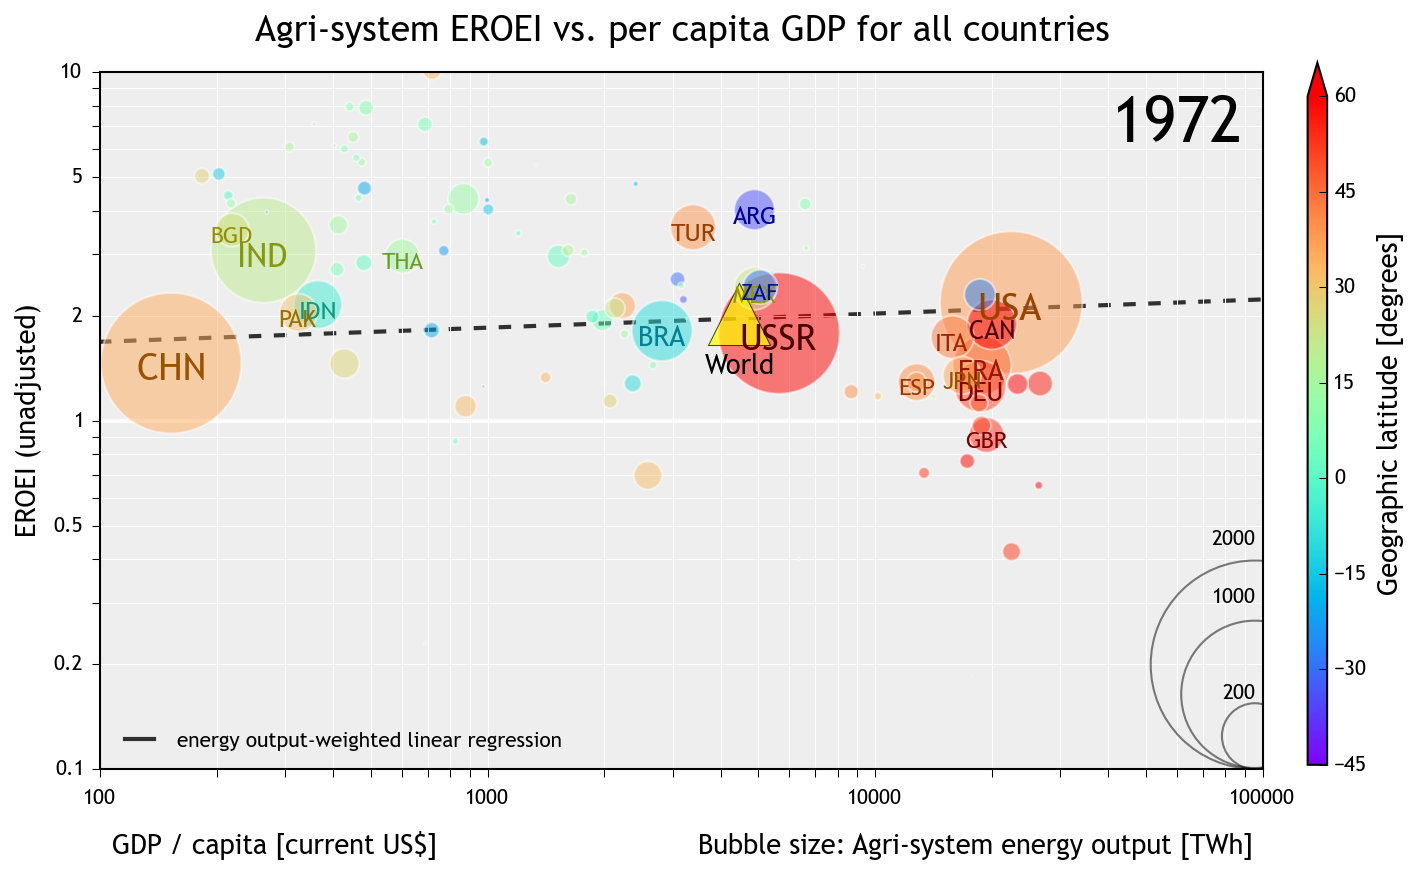 Agri-system EROEI vs. per capita GDP for all countries
1972
10
5
2
1
0.5
0.2
0.1
EROEI (unadjusted)
ARG
TUR
BGD
IND
THA
ZAF
IDN
PAK
USA
BRA
USSR
CAN
ITA
World
CHN
FRA
JPN
ESP
DEU
GBR
2000
1000
200
energy output-weighted linear regression
100
1000
10000
100000
GDP / capita [current US$]
Bubble size: Agri-system energy output [TWh]
60
45
30
15
0
−15
−30
−45
Geographic latitude [degrees]